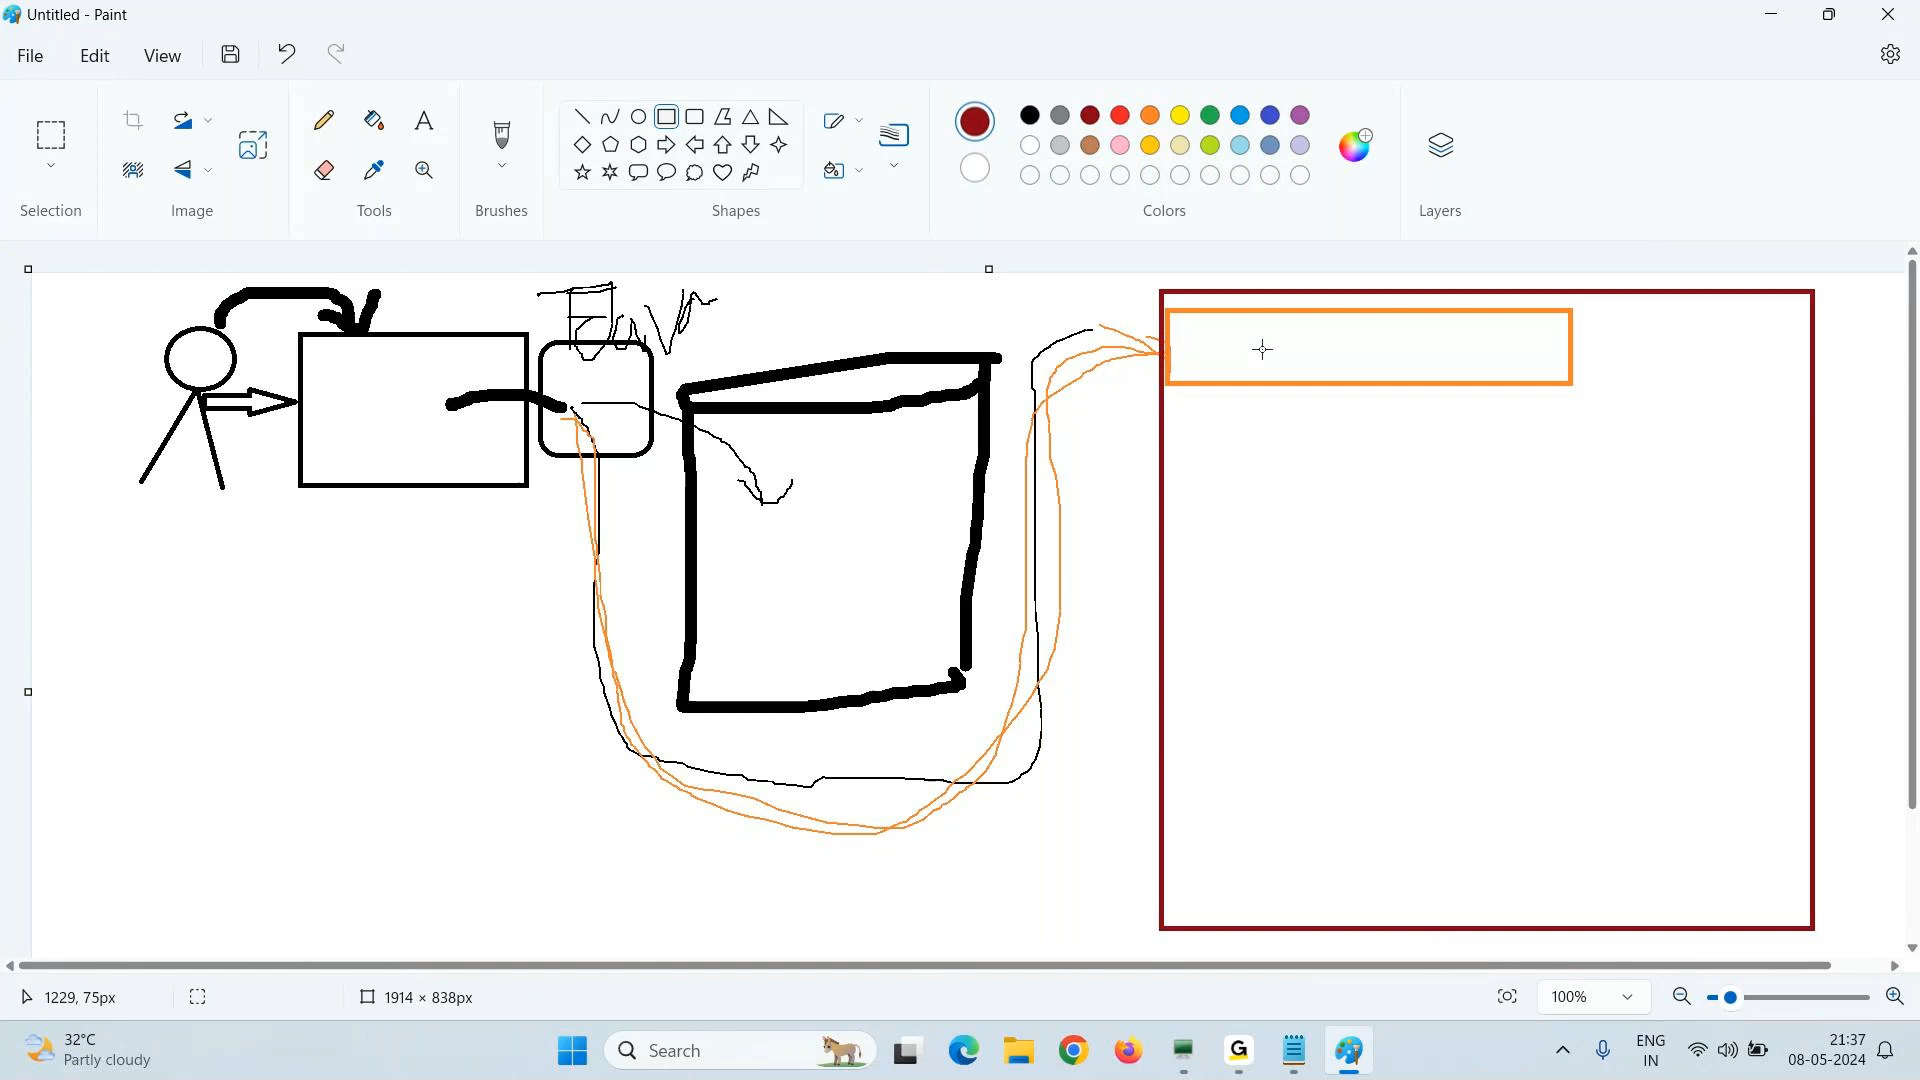 Untitled - Paint
File Edit View
Selection Image Tools Brushes Shapes Colors Layers
1229, 75px 1914 × 838px 100%
32°C
Partly cloudy
Search
G
ENG
IN
21:37
08-05-2024